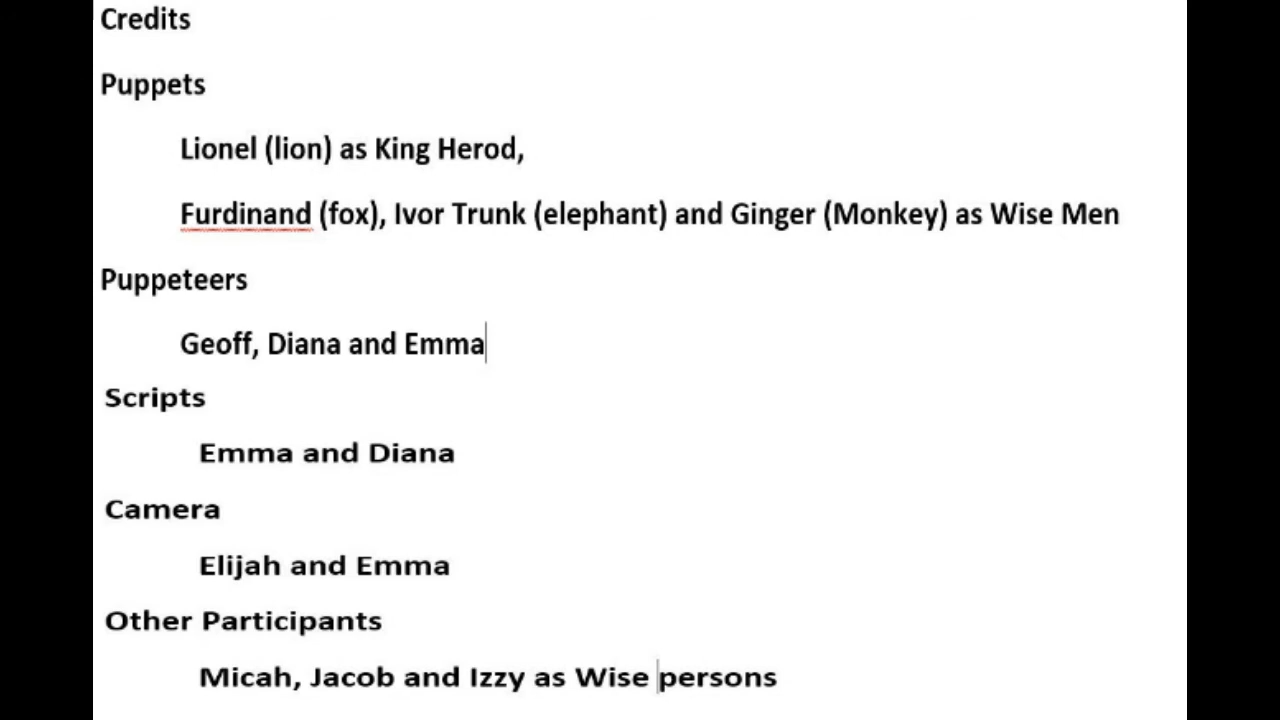 Credits
Puppets
Lionel (lion) as King Herod,
Furdinand (fox), Ivor Trunk (elephant) and Ginger (Monkey) as Wise Men
Puppeteers
Geoff, Diana and Emma
Scripts
Emma and Diana
Camera
Elijah and Emma
Other Participants
Micah, Jacob and Izzy as Wise persons